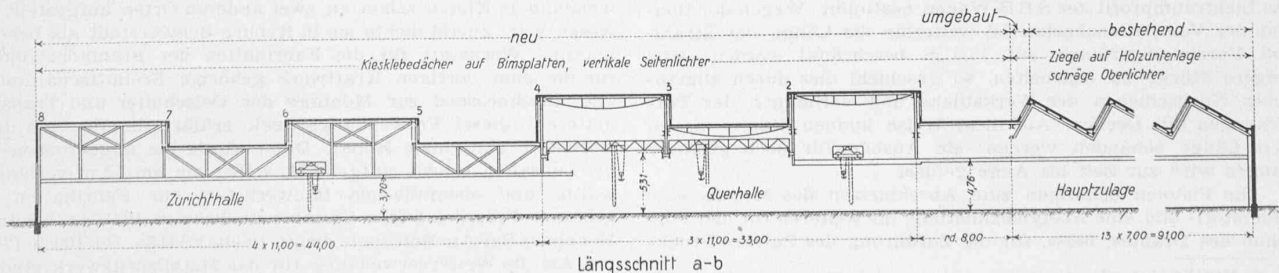 umgebaut
neu
bestehend
Kiesklebedächer auf Bimsplatten, vertikale Seitenlichter
Ziegel auf Holzunterlage
schräge Oberlichter
8
7
6
5
4
3
2
1
Zurichthalle
3,70
5,57
Querhalle
4,70
Hauptzulage
4 x 11,00 = 44,00
3 x 11,00 = 33,00
rd. 8,00
13 x 7,00 = 91,00
Längsschnitt a-b